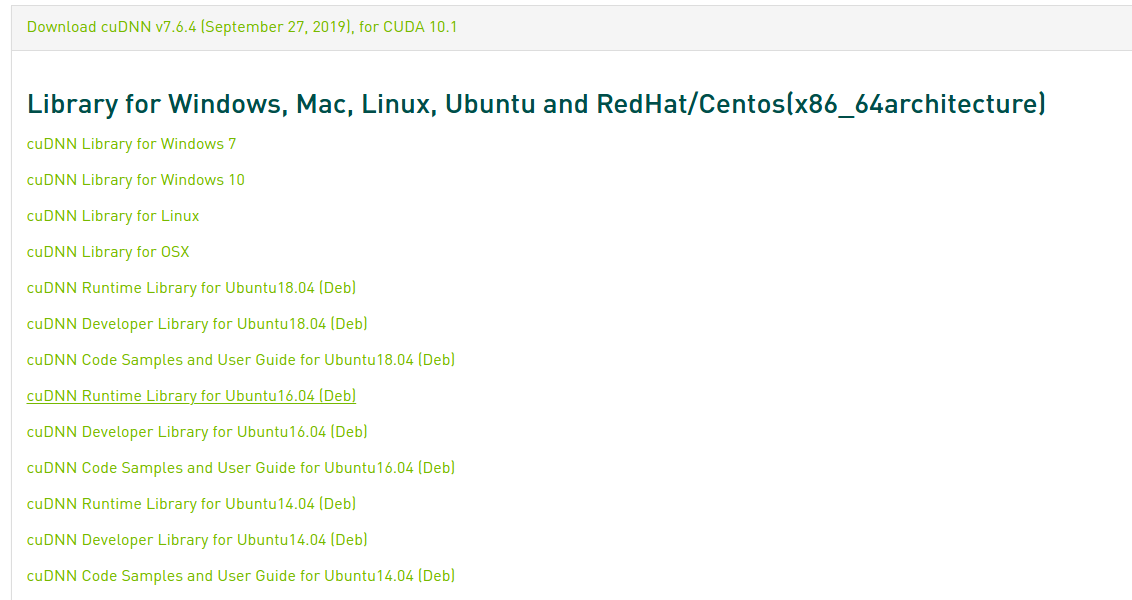 Download cuDNN v7.6.4 (September 27, 2019), for CUDA 10.1
Library for Windows, Mac, Linux, Ubuntu and RedHat/Centos(x86_64architecture)
cuDNN Library for Windows 7
cuDNN Library for Windows 10
cuDNN Library for Linux
cuDNN Library for OSX
cuDNN Runtime Library for Ubuntu18.04 (Deb)
cuDNN Developer Library for Ubuntu18.04 (Deb)
cuDNN Code Samples and User Guide for Ubuntu18.04 (Deb)
cuDNN Runtime Library for Ubuntu16.04 (Deb)
cuDNN Developer Library for Ubuntu16.04 (Deb)
cuDNN Code Samples and User Guide for Ubuntu16.04 (Deb)
cuDNN Runtime Library for Ubuntu14.04 (Deb)
cuDNN Developer Library for Ubuntu14.04 (Deb)
cuDNN Code Samples and User Guide for Ubuntu14.04 (Deb)